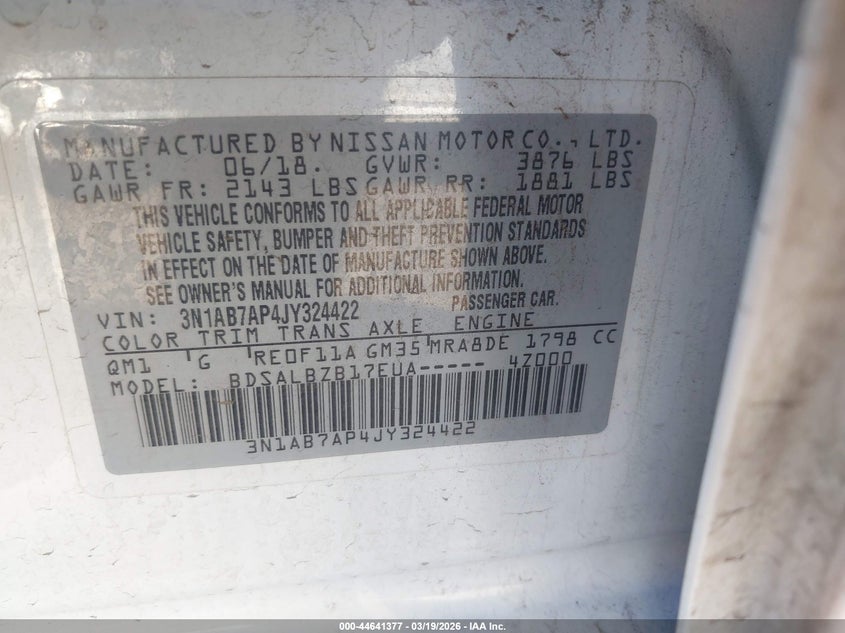 MANUFACTURED BY NISSAN MOTOR CO., LTD.
DATE: 06/18. GVWR: 3876 LBS
GAWR FR: 2143 LBS GAWR RR: 1881 LBS
THIS VEHICLE CONFORMS TO ALL APPLICABLE FEDERAL MOTOR
VEHICLE SAFETY, BUMPER AND THEFT PREVENTION STANDARDS
IN EFFECT ON THE DATE OF MANUFACTURE SHOWN ABOVE.
SEE OWNER'S MANUAL FOR ADDITIONAL INFORMATION.
VIN: 3N1AB7AP4JY324422 PASSENGER CAR.
COLOR TRIM TRANS AXLE ENGINE
QM1 G RE0F11A GM35 MRA8DE 1798 CC
MODEL: BDSALBZB17EUA----- 4Z000
3N1AB7AP4JY324422
000-44641377 - 03/19/2026 - IAA Inc.